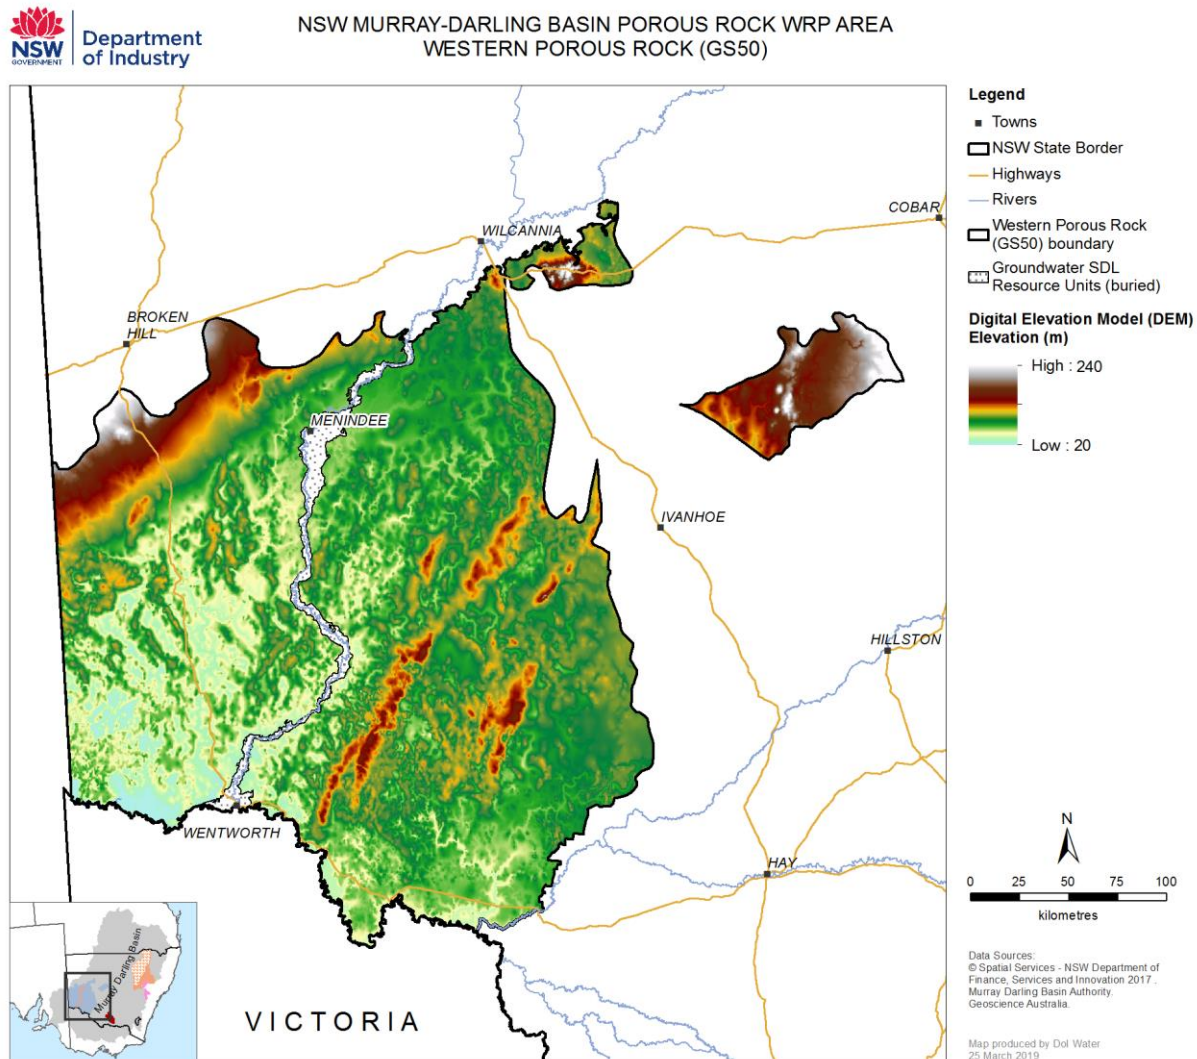 NSW
GOVERNMENT
Department
of Industry
NSW MURRAY-DARLING BASIN POROUS ROCK WRP AREA
WESTERN POROUS ROCK (GS50)
Legend
Towns
NSW State Border
Highways
Rivers
Western Porous Rock
(GS50) boundary
Groundwater SDL
Resource Units (buried)
Digital Elevation Model (DEM)
Elevation (m)
High : 240
Low : 20
COBAR
WILCANNIA
BROKEN
HILL
MENINDEE
IVANHOE
HILLSTON
WENTWORTH
HAY
VICTORIA
Murray Darling Basin
N
0 25 50 75 100
kilometres
Data Sources:
© Spatial Services - NSW Department of
Finance, Services and Innovation 2017 .
Murray Darling Basin Authority.
Geoscience Australia.
Map produced by DoI Water
25 March 2019